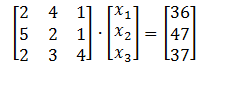 [2 4 1; 5 2 1; 2 3 4] · [x₁; x₂; x₃] = [36; 47; 37]